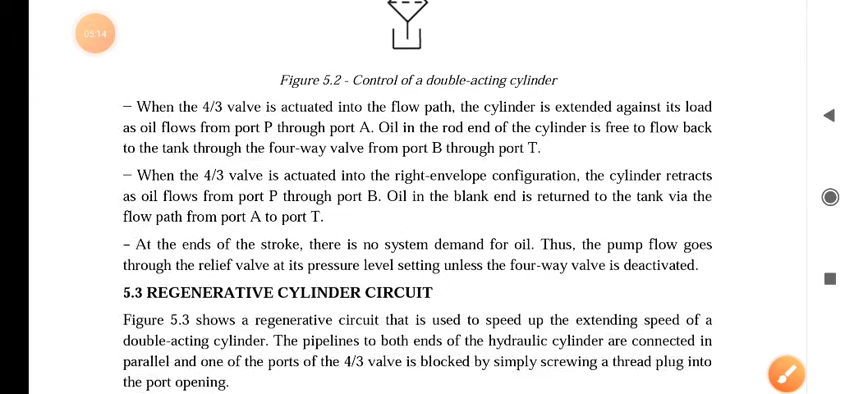 05:14
Figure 5.2 - Control of a double-acting cylinder
– When the 4/3 valve is actuated into the flow path, the cylinder is extended against its load
as oil flows from port P through port A. Oil in the rod end of the cylinder is free to flow back
to the tank through the four-way valve from port B through port T.
– When the 4/3 valve is actuated into the right-envelope configuration, the cylinder retracts
as oil flows from port P through port B. Oil in the blank end is returned to the tank via the
flow path from port A to port T.
– At the ends of the stroke, there is no system demand for oil. Thus, the pump flow goes
through the relief valve at its pressure level setting unless the four-way valve is deactivated.
5.3 REGENERATIVE CYLINDER CIRCUIT
Figure 5.3 shows a regenerative circuit that is used to speed up the extending speed of a
double-acting cylinder. The pipelines to both ends of the hydraulic cylinder are connected in
parallel and one of the ports of the 4/3 valve is blocked by simply screwing a thread plug into
the port opening.